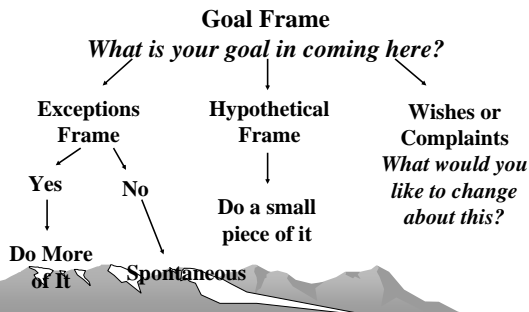 Goal Frame
What is your goal in coming here?
Exceptions
Frame
Hypothetical
Frame
Wishes or
Complaints
What would you
like to change
about this?
Yes
No
Do a small
piece of it
Do More
of It
Spontaneous